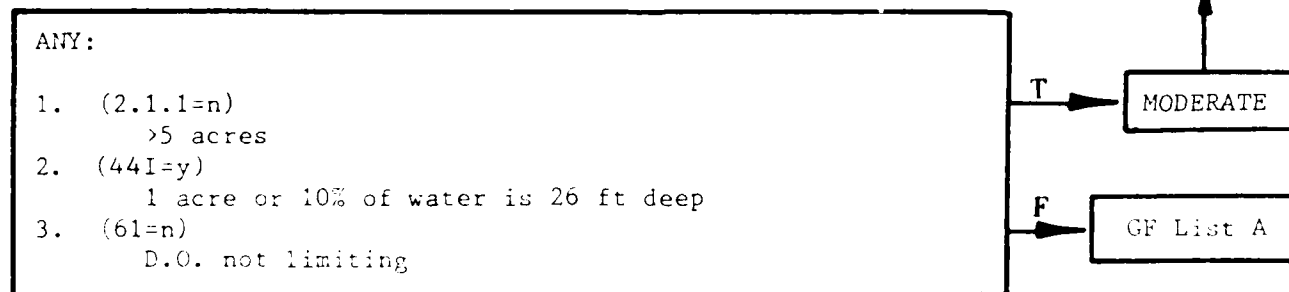 ANY:
1. (2.1.1=n)
>5 acres
2. (44I=y)
1 acre or 10% of water is 26 ft deep
3. (61=n)
D.O. not limiting
T
MODERATE
F
GF List A